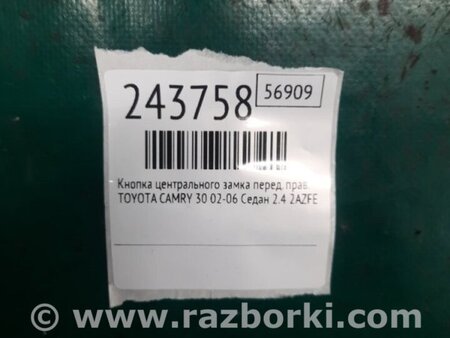 243758
56909
Кнопка центрального замка перед. прав.
TOYOTA CAMRY 30 02-06 Седан 2.4 2AZFE
© www.razborki.com